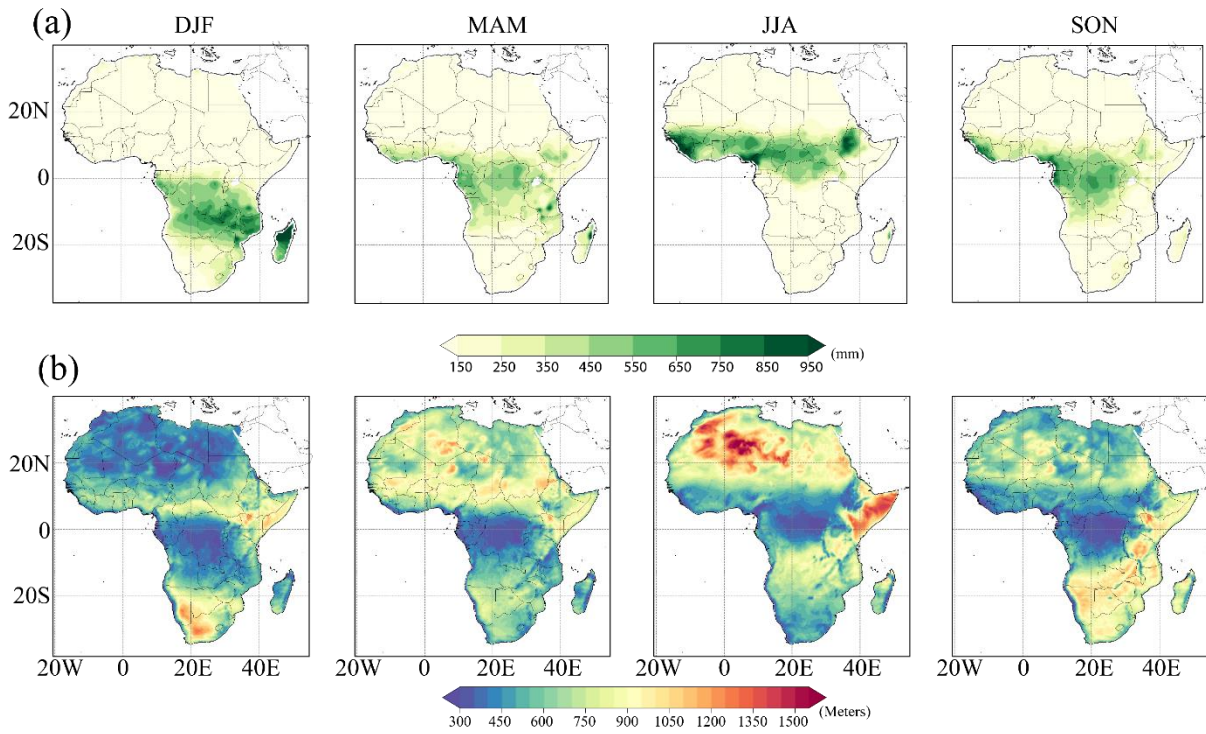 (a)
DJF MAM JJA SON
20N
0
20S
150 250 350 450 550 650 750 850 950 (mm)
(b)
20N
0
20S
20W 0 20E 40E 20W 0 20E 40E 20W 0 20E 40E 20W 0 20E 40E
300 450 600 750 900 1050 1200 1350 1500 (Meters)